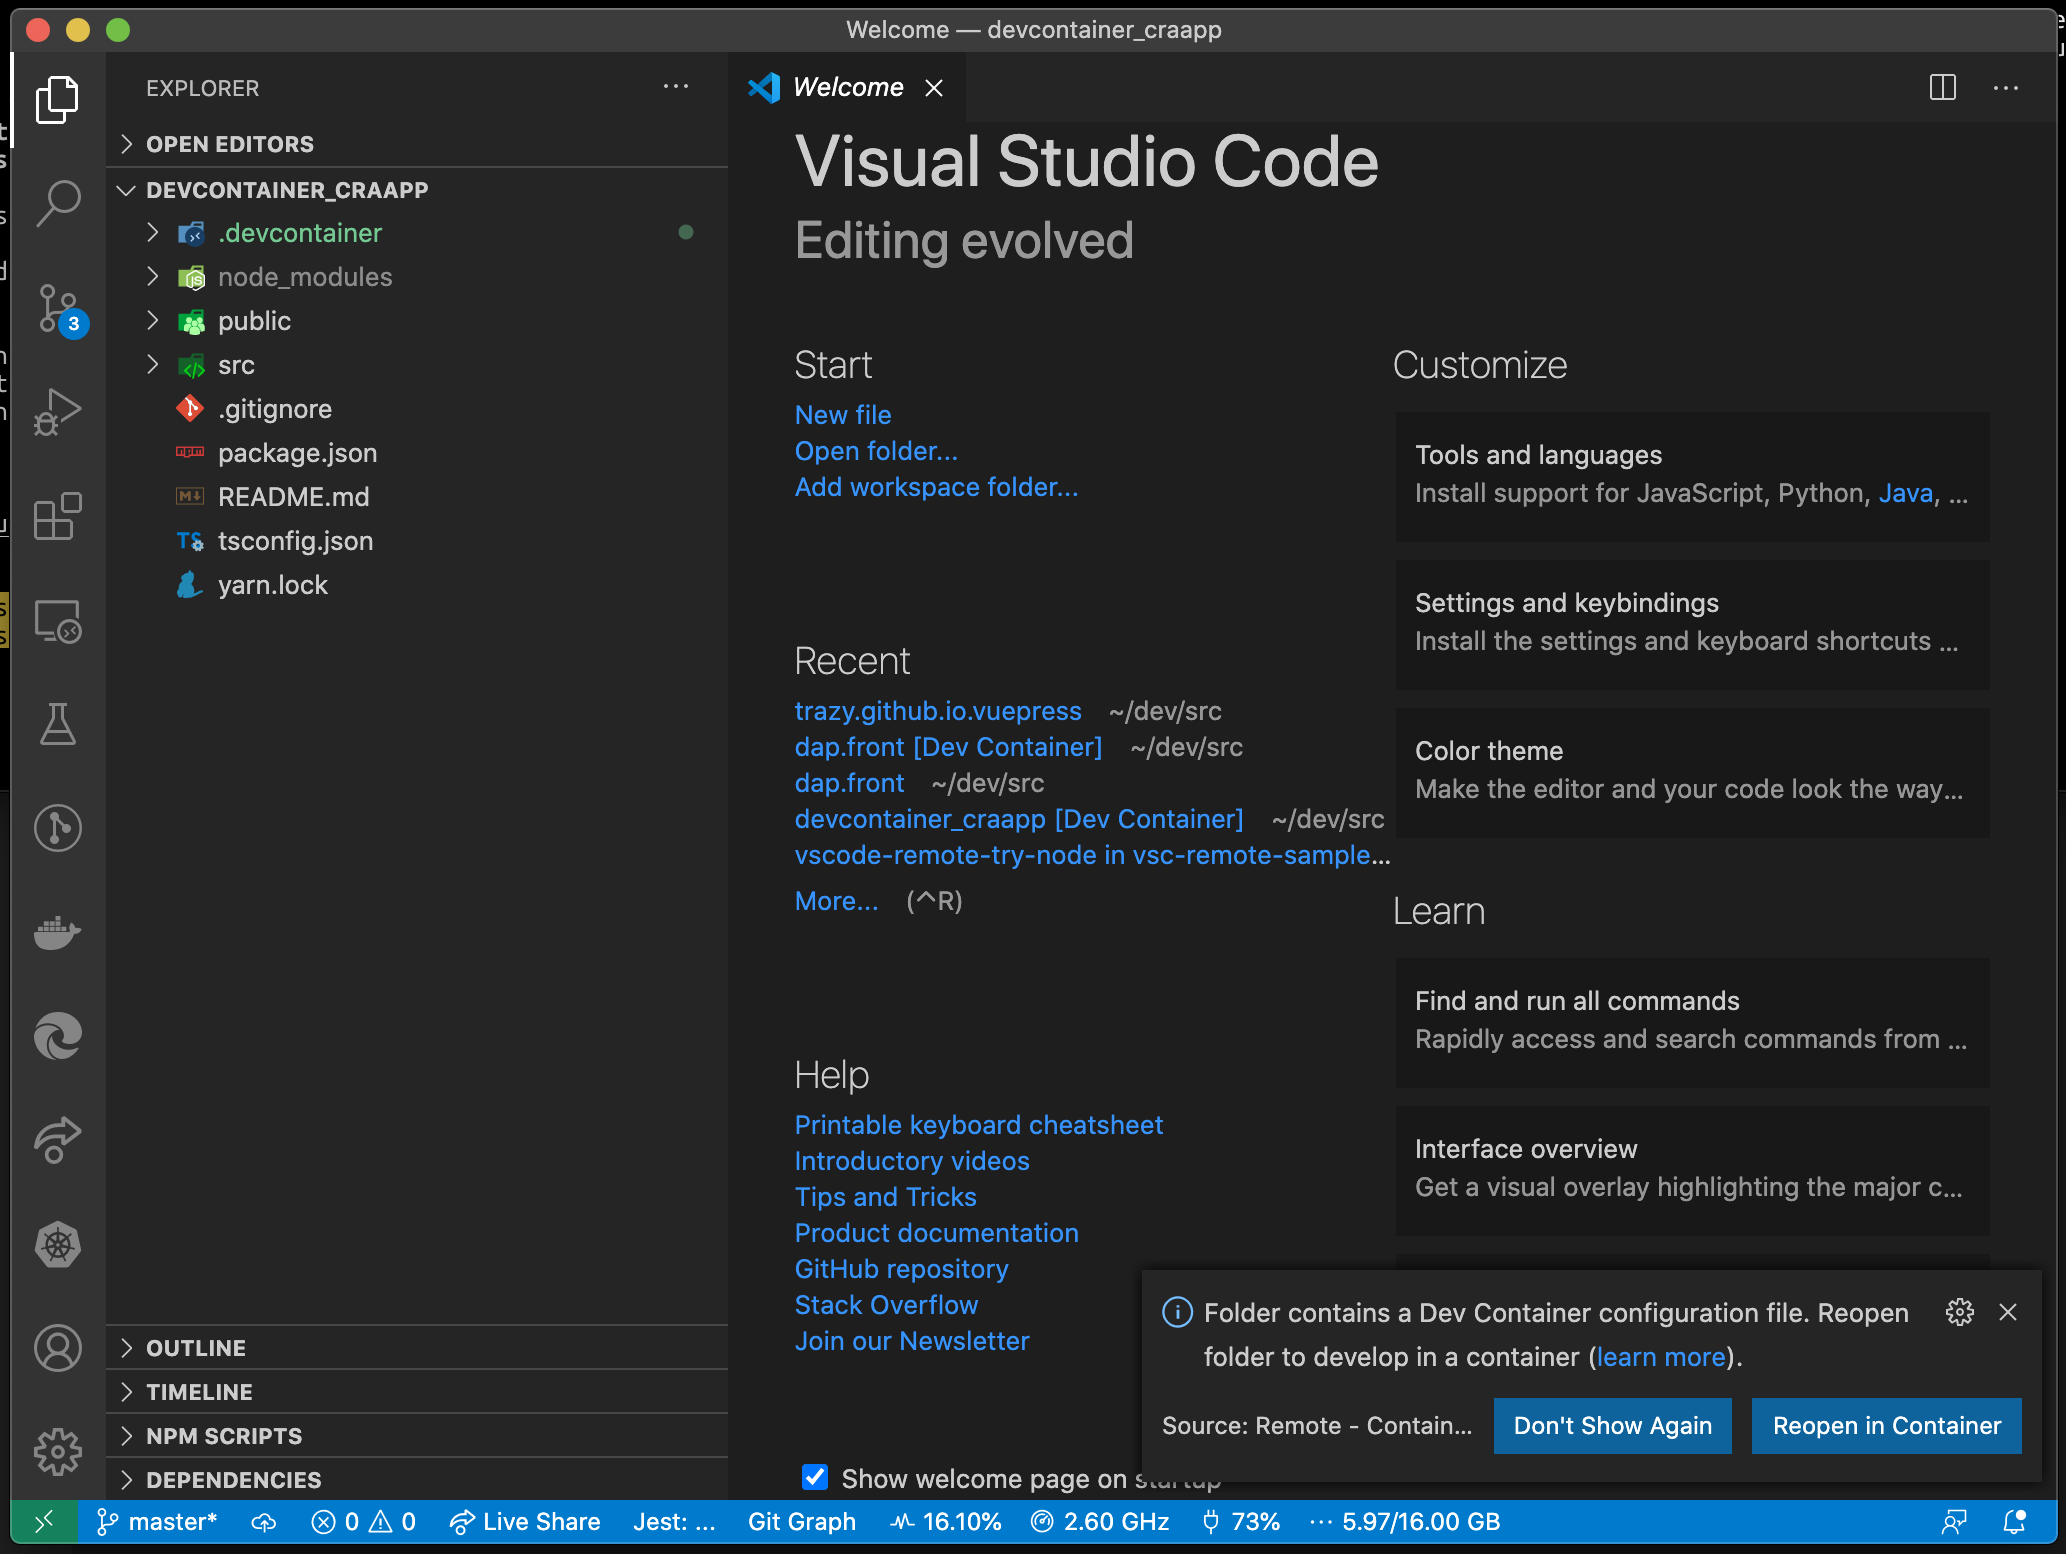 Welcome — devcontainer_craapp
EXPLORER
OPEN EDITORS
DEVCONTAINER_CRAAPP
.devcontainer
node_modules
public
src
.gitignore
package.json
README.md
tsconfig.json
yarn.lock
OUTLINE
TIMELINE
NPM SCRIPTS
DEPENDENCIES
3
Welcome
Visual Studio Code
Editing evolved
Start
New file
Open folder...
Add workspace folder...
Recent
trazy.github.io.vuepress ~/dev/src
dap.front [Dev Container] ~/dev/src
dap.front ~/dev/src
devcontainer_craapp [Dev Container] ~/dev/src
vscode-remote-try-node in vsc-remote-sample...
More... (^R)
Help
Printable keyboard cheatsheet
Introductory videos
Tips and Tricks
Product documentation
GitHub repository
Stack Overflow
Join our Newsletter
Show welcome page on startup
Customize
Tools and languages
Install support for JavaScript, Python, Java, ...
Settings and keybindings
Install the settings and keyboard shortcuts ...
Color theme
Make the editor and your code look the way...
Learn
Find and run all commands
Rapidly access and search commands from ...
Interface overview
Get a visual overlay highlighting the major c...
Folder contains a Dev Container configuration file. Reopen
folder to develop in a container (learn more).
Source: Remote - Contain...
Don't Show Again
Reopen in Container
master* 0 0 Live Share Jest: ... Git Graph 16.10% 2.60 GHz 73% ··· 5.97/16.00 GB